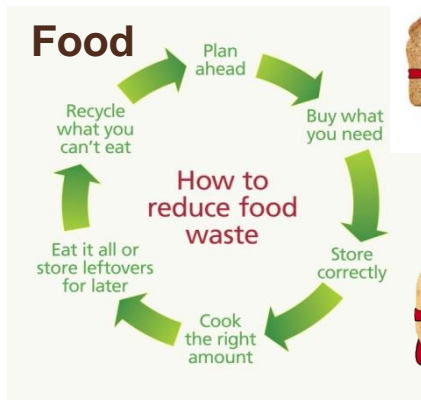 Food
Plan
ahead
Buy what
you need
Store
correctly
Cook
the right
amount
Eat it all or
store leftovers
for later
Recycle
what you
can't eat
How to
reduce food
waste